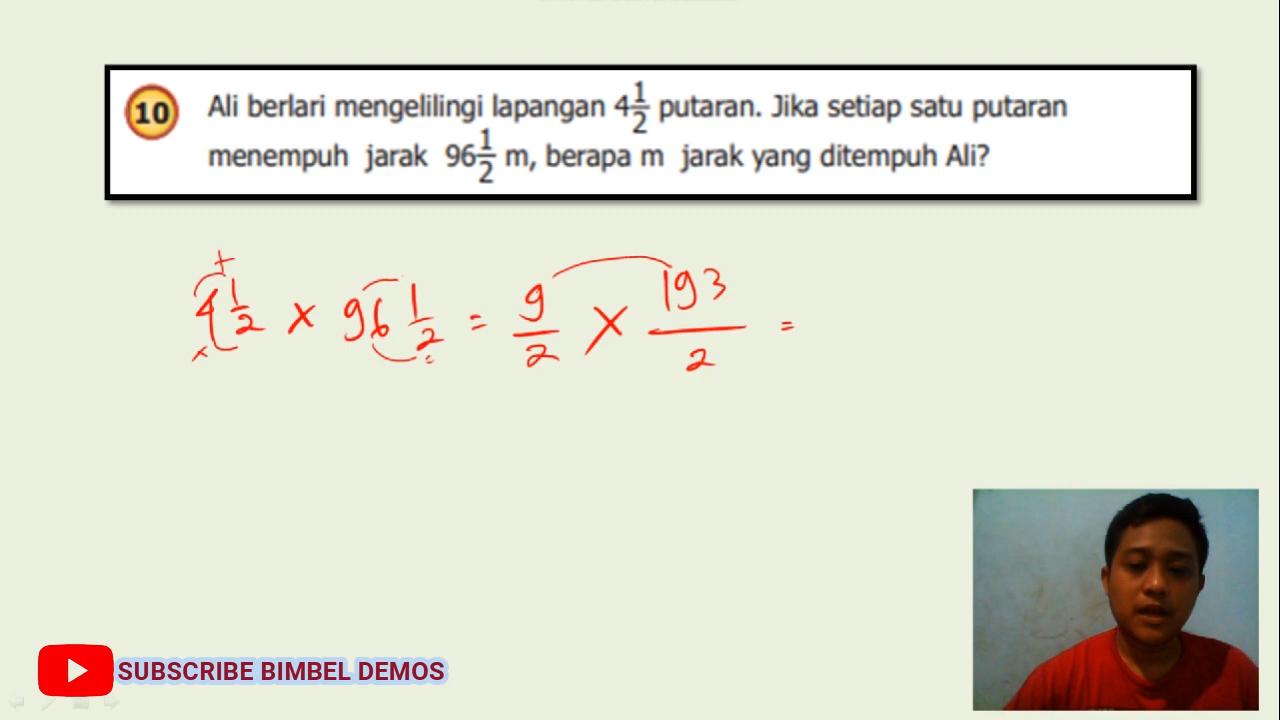 10 Ali berlari mengelilingi lapangan 4 1/2 putaran. Jika setiap satu putaran
menempuh jarak 96 1/2 m, berapa m jarak yang ditempuh Ali?
+
4 1/2 x 96 1/2 = 9/2 x 193/2 =
x
SUBSCRIBE BIMBEL DEMOS